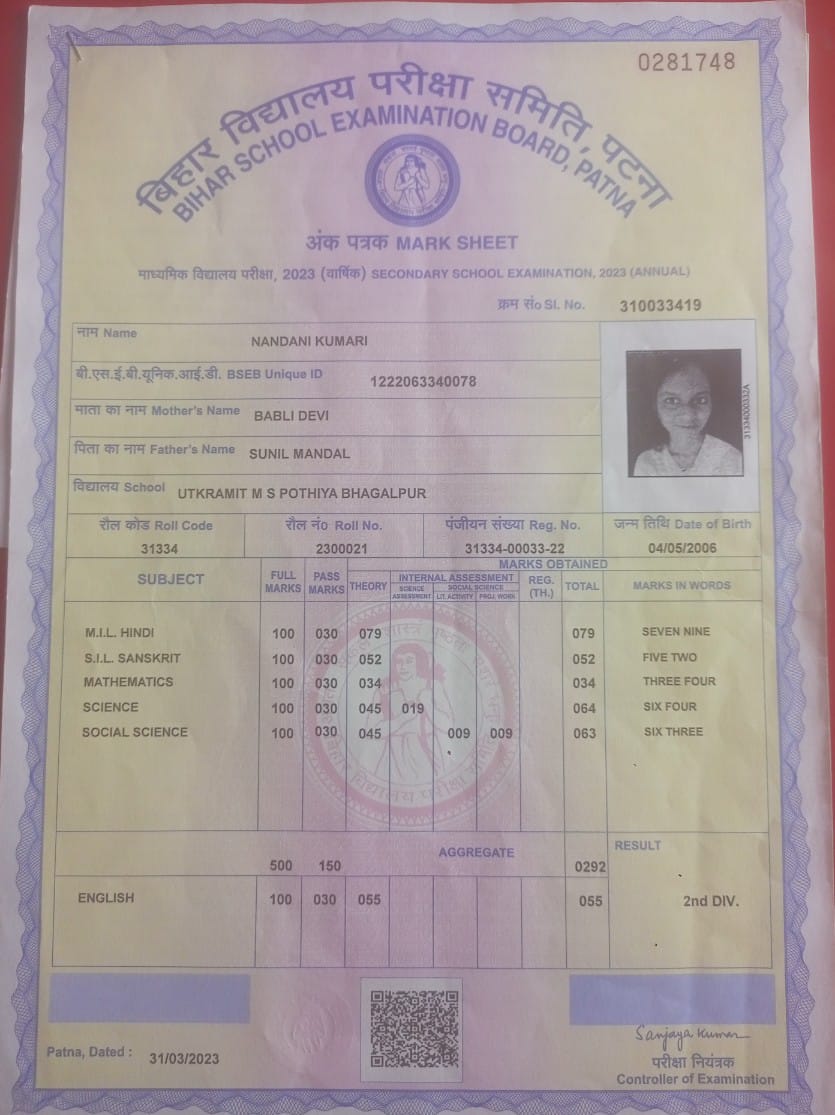 0281748
बिहार विद्यालय परीक्षा समिति, पटना
BIHAR SCHOOL EXAMINATION BOARD, PATNA
अंक पत्रक MARK SHEET
माध्यमिक विद्यालय परीक्षा, 2023 (वार्षिक) SECONDARY SCHOOL EXAMINATION, 2023 (ANNUAL)
क्रम सं० Sl. No. 310033419
नाम Name NANDANI KUMARI
बी.एस.ई.बी.यूनिक.आई.डी. BSEB Unique ID 1222063340078
माता का नाम Mother's Name BABLI DEVI
पिता का नाम Father's Name SUNIL MANDAL
विद्यालय School UTKRAMIT M S POTHIYA BHAGALPUR
31334000332A
रौल कोड Roll Code रौल नं० Roll No. पंजीयन संख्या Reg. No. जन्म तिथि Date of Birth
31334 2300021 31334-00033-22 04/05/2006
MARKS OBTAINED
SUBJECT FULL MARKS PASS MARKS THEORY INTERNAL ASSESSMENT REG. (TH.) TOTAL MARKS IN WORDS
SCIENCE ASSESSMENT SOCIAL SCIENCE
LIT. ACTIVITY PROJ. WORK
M.I.L. HINDI 100 030 079 079 SEVEN NINE
S.I.L. SANSKRIT 100 030 052 052 FIVE TWO
MATHEMATICS 100 030 034 034 THREE FOUR
SCIENCE 100 030 045 019 064 SIX FOUR
SOCIAL SCIENCE 100 030 045 009 009 063 SIX THREE
विद्यालय परीक्षा
AGGREGATE RESULT
500 150 0292
ENGLISH 100 030 055 055 2nd DIV.
Patna, Dated : 31/03/2023
Sanjaya Kumar
परीक्षा नियंत्रक
Controller of Examination